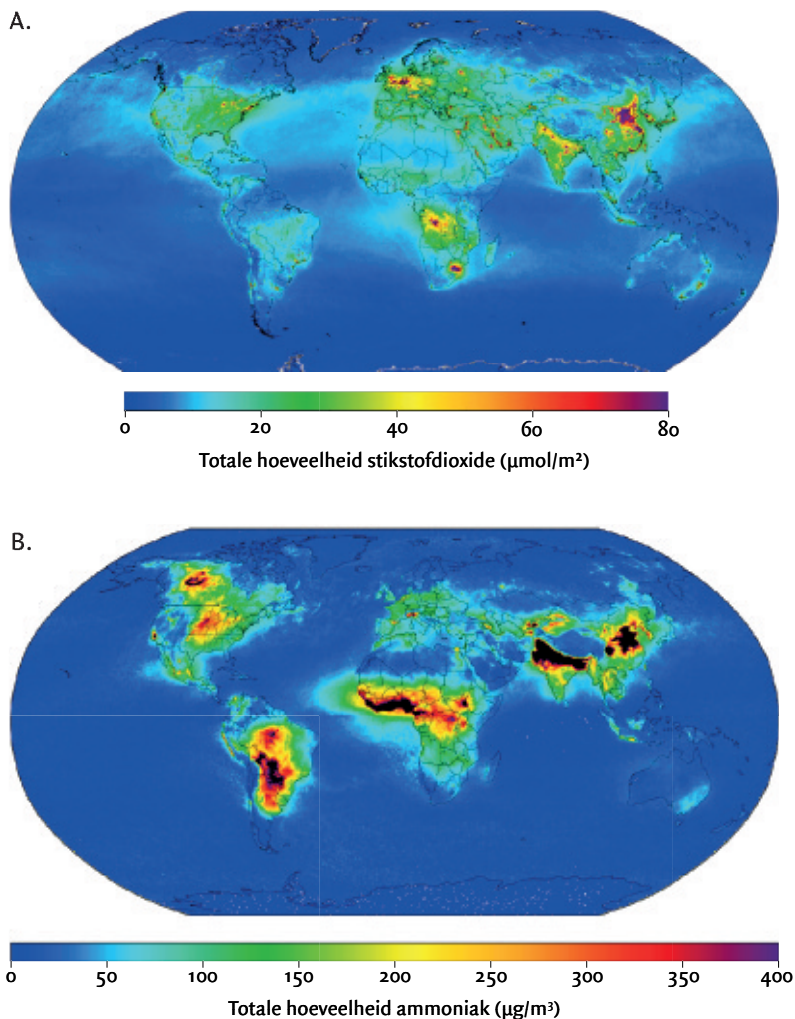 A.
0 20 40 60 80
Totale hoeveelheid stikstofdioxide (µmol/m²)
B.
0 50 100 150 200 250 300 350 400
Totale hoeveelheid ammoniak (µg/m³)